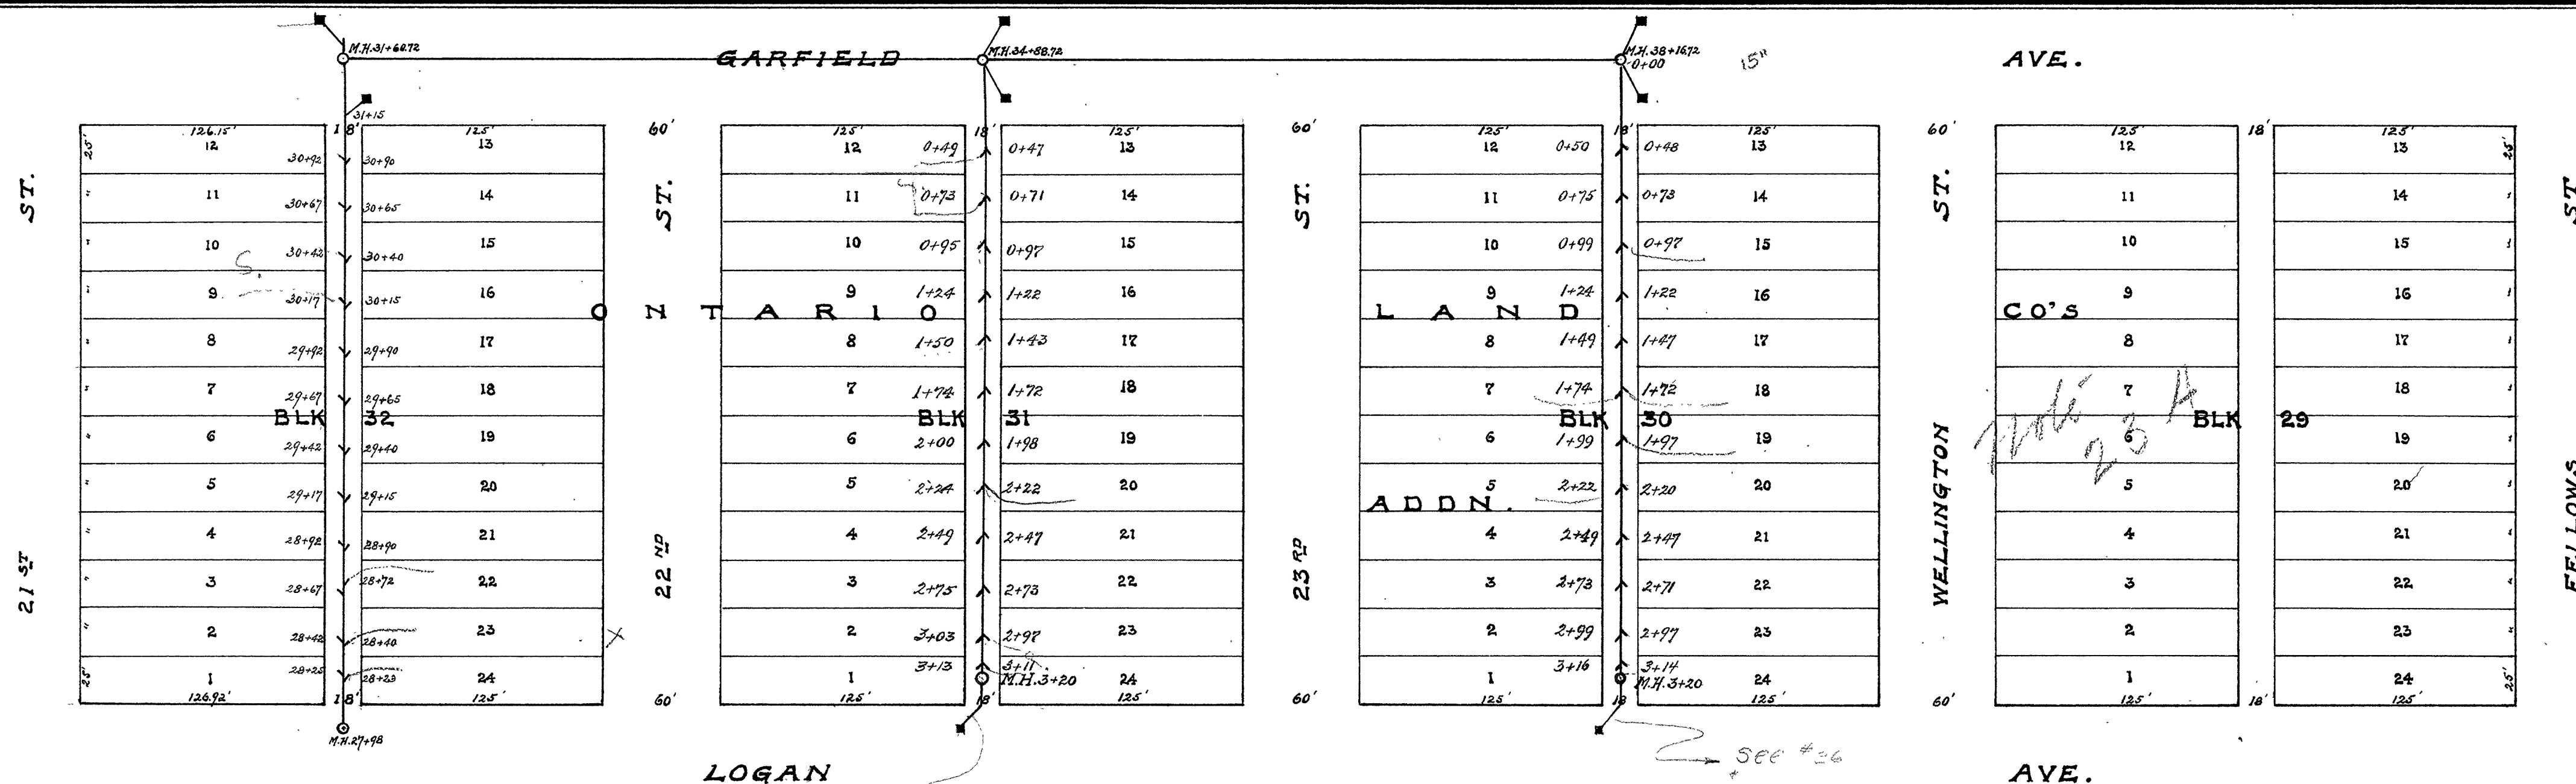 M.H.31+60.72
GARFIELD
M.H.34+88.72
M.H.38+16.72
0+00
15"
AVE.
31+15
126.15' 18' 125' 60' 125' 18' 125' 60' 125' 18' 125' 60' 125' 18' 125'
25' 12 30+92 30+90 13 12 0+49 0+47 13 12 0+50 0+48 13 12 13 25'
ST. ST. ST. ST. ST.
11 30+67 30+65 14 11 0+73 0+71 14 11 0+75 0+73 14 11 14
10 30+42 30+40 15 10 0+95 0+97 15 10 0+99 0+97 15 10 15
S.
9 30+17 30+15 16 9 1+24 1+22 16 9 1+24 1+22 16 9 16
ONTARIO LAND CO'S
8 29+92 29+90 17 8 1+50 1+43 17 8 1+49 1+47 17 8 17
7 29+67 29+65 18 7 1+74 1+72 18 7 1+74 1+72 18 7 18
BLK 32 BLK 31 BLK 30 BLK 29
23 A
6 29+42 29+40 19 6 2+00 1+98 19 6 1+99 1+97 19 6 19
5 29+17 29+15 20 5 2+24 2+22 20 5 2+22 2+20 20 5 20
ADDN.
4 28+92 28+90 21 4 2+49 2+47 21 4 2+49 2+47 21 4 21
21ST 22ND 23RD WELLINGTON FELLOWS
3 28+67 28+72 22 3 2+75 2+73 22 3 2+73 2+71 22 3 22
2 28+42 28+40 23 X 2 3+03 2+97 23 2 2+99 2+97 23 2 23
25' 1 28+25 28+23 24 1 3+13 3+11 24 1 3+16 3+14 24 1 24 25'
M.H.3+20 M.H.3+20
126.92' 18' 125' 60' 125' 18' 125' 60' 125' 18 125' 60' 125' 18' 125'
M.H.27+98
SEE #26
LOGAN AVE.